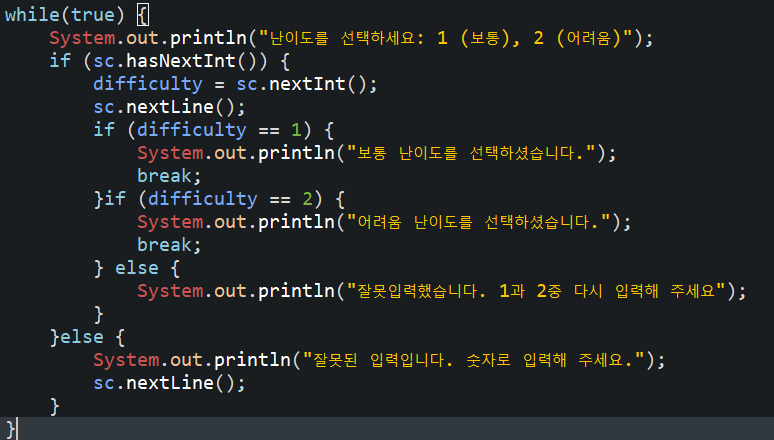 while(true) {
    System.out.println("난이도를 선택하세요: 1 (보통), 2 (어려움)");
    if (sc.hasNextInt()) {
        difficulty = sc.nextInt();
        sc.nextLine();
        if (difficulty == 1) {
            System.out.println("보통 난이도를 선택하셨습니다.");
            break;
        }if (difficulty == 2) {
            System.out.println("어려움 난이도를 선택하셨습니다.");
            break;
        } else {
            System.out.println("잘못입력했습니다. 1과 2중 다시 입력해 주세요");
        }
    }else {
        System.out.println("잘못된 입력입니다. 숫자로 입력해 주세요.");
        sc.nextLine();
    }
}